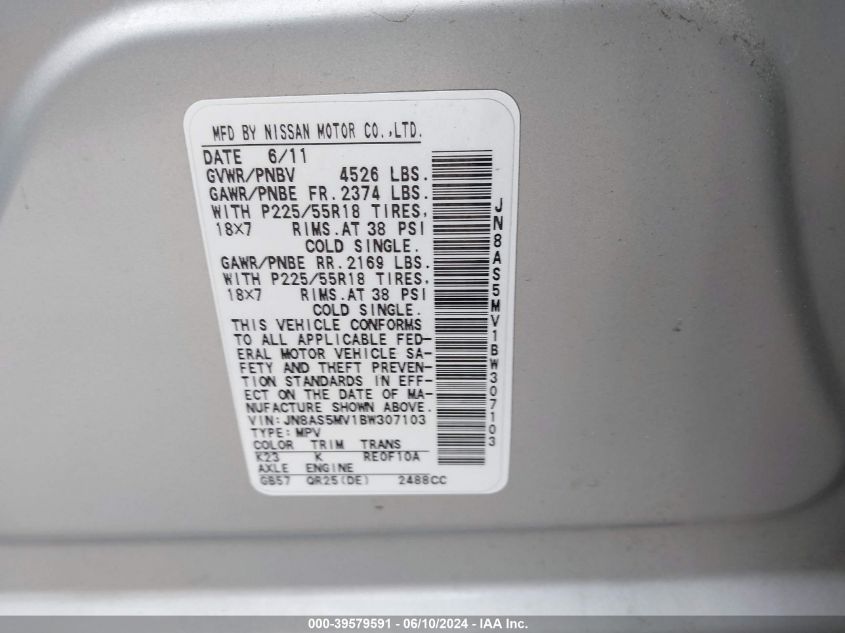 MFD BY NISSAN MOTOR CO.,LTD.
DATE 6/11
GVWR/PNBV 4526 LBS.
GAWR/PNBE FR. 2374 LBS.
WITH P225/55R18 TIRES,
18X7 RIMS.AT 38 PSI
COLD SINGLE.
GAWR/PNBE RR. 2169 LBS.
WITH P225/55R18 TIRES,
18X7 RIMS.AT 38 PSI
COLD SINGLE.
THIS VEHICLE CONFORMS
TO ALL APPLICABLE FED-
ERAL MOTOR VEHICLE SA-
FETY AND THEFT PREVEN-
TION STANDARDS IN EFF-
ECT ON THE DATE OF MA-
NUFACTURE SHOWN ABOVE.
VIN: JN8AS5MV1BW307103
TYPE: MPV
COLOR TRIM TRANS
K23 K RE0F10A
AXLE ENGINE
GB57 QR25(DE) 2488CC
JN8AS5MV1BW307103
000-39579591 - 06/10/2024 - IAA Inc.